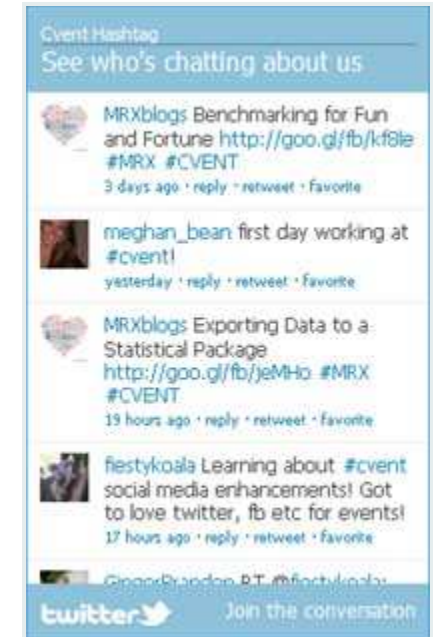 Cvent Hashtag
See who's chatting about us
MRXblogs Benchmarking for Fun
and Fortune http://goo.gl/fb/kf8le
#MRX #CVENT
3 days ago · reply · retweet · favorite
meghan_bean first day working at
#cvent!
yesterday · reply · retweet · favorite
MRXblogs Exporting Data to a
Statistical Package
http://goo.gl/fb/jeMHo #MRX
#CVENT
19 hours ago · reply · retweet · favorite
fiestykoala Learning about #cvent
social media enhancements! Got
to love twitter, fb etc for events!
17 hours ago · reply · retweet · favorite
GingerBrandon RT @fiestykoala:
twitter Join the conversation